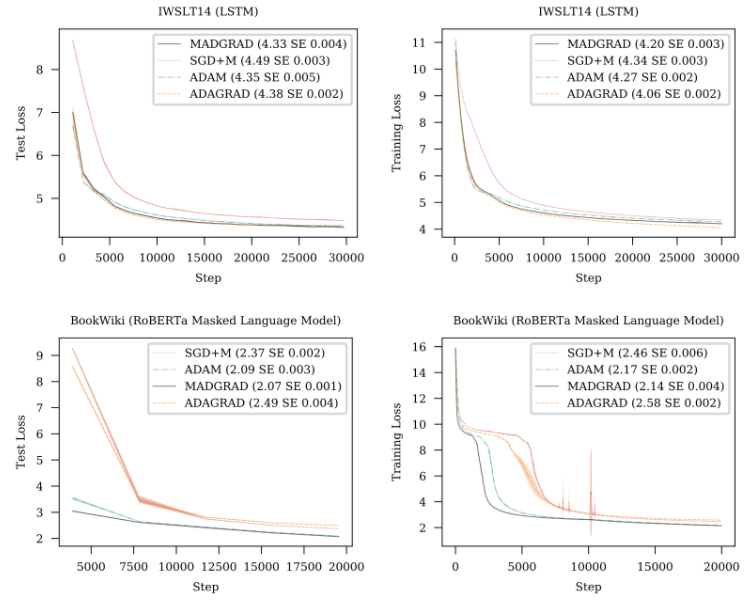 IWSLT14 (LSTM)
MADGRAD (4.33 SE 0.004)
SGD+M (4.49 SE 0.003)
ADAM (4.35 SE 0.005)
ADAGRAD (4.38 SE 0.002)
Test Loss
8
7
6
5
0
5000
10000
15000
20000
25000
30000
Step
IWSLT14 (LSTM)
MADGRAD (4.20 SE 0.003)
SGD+M (4.34 SE 0.003)
ADAM (4.27 SE 0.002)
ADAGRAD (4.06 SE 0.002)
Training Loss
11
10
9
8
7
6
5
4
0
5000
10000
15000
20000
25000
30000
Step
BookWiki (RoBERTa Masked Language Model)
SGD+M (2.37 SE 0.002)
ADAM (2.09 SE 0.003)
MADGRAD (2.07 SE 0.001)
ADAGRAD (2.49 SE 0.004)
Test Loss
9
8
7
6
5
4
3
2
5000
7500
10000
12500
15000
17500
20000
Step
BookWiki (RoBERTa Masked Language Model)
SGD+M (2.46 SE 0.006)
ADAM (2.17 SE 0.002)
MADGRAD (2.14 SE 0.004)
ADAGRAD (2.58 SE 0.002)
Training Loss
16
14
12
10
8
6
4
2
0
5000
10000
15000
20000
Step